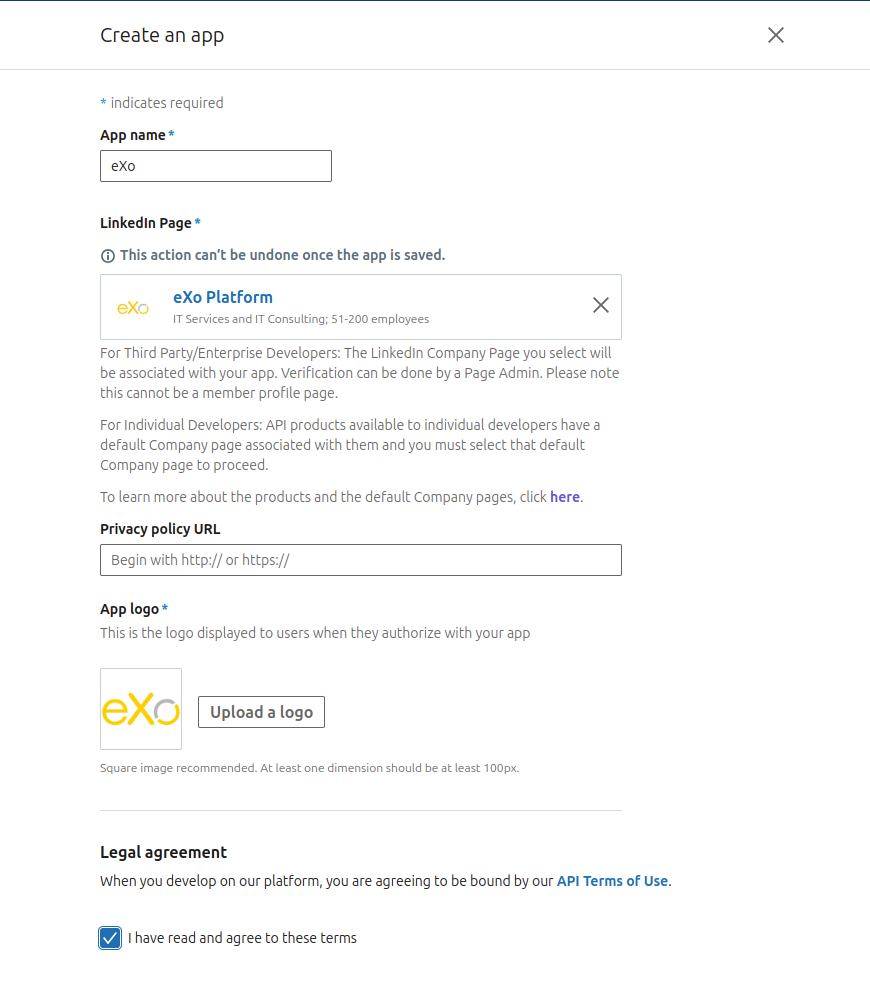 Create an app
* indicates required
App name *
eXo
LinkedIn Page *
This action can't be undone once the app is saved.
eXo
eXo Platform
IT Services and IT Consulting; 51-200 employees
For Third Party/Enterprise Developers: The LinkedIn Company Page you select will
be associated with your app. Verification can be done by a Page Admin. Please note
this cannot be a member profile page.
For Individual Developers: API products available to individual developers have a
default Company page associated with them and you must select that default
Company page to proceed.
To learn more about the products and the default Company pages, click here.
Privacy policy URL
Begin with http:// or https://
App logo *
This is the logo displayed to users when they authorize with your app
eXo
Upload a logo
Square image recommended. At least one dimension should be at least 100px.
Legal agreement
When you develop on our platform, you are agreeing to be bound by our API Terms of Use.
I have read and agree to these terms